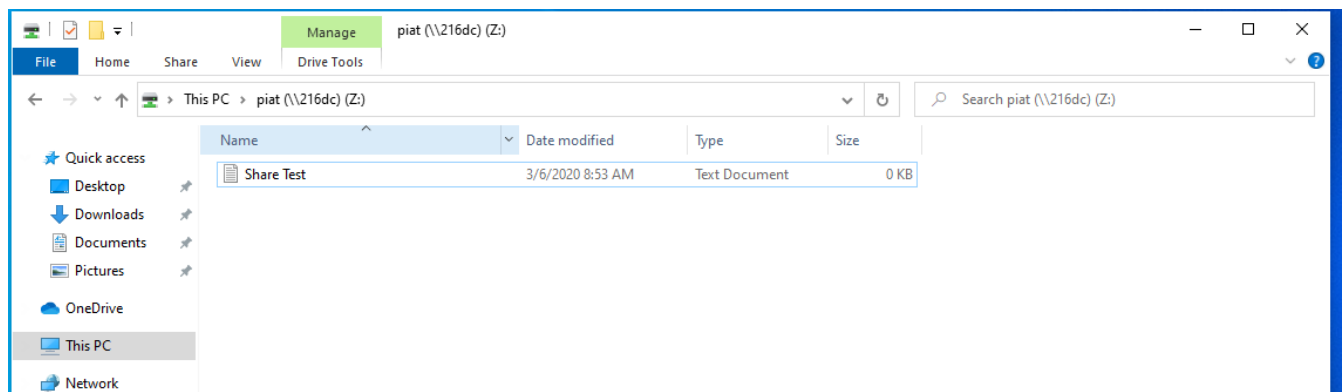 Manage piat (\\216dc) (Z:)
File Home Share View Drive Tools
This PC > piat (\\216dc) (Z:) Search piat (\\216dc) (Z:)
Name Date modified Type Size
Quick access
Share Test 3/6/2020 8:53 AM Text Document 0 KB
Desktop
Downloads
Documents
Pictures
OneDrive
This PC
Network